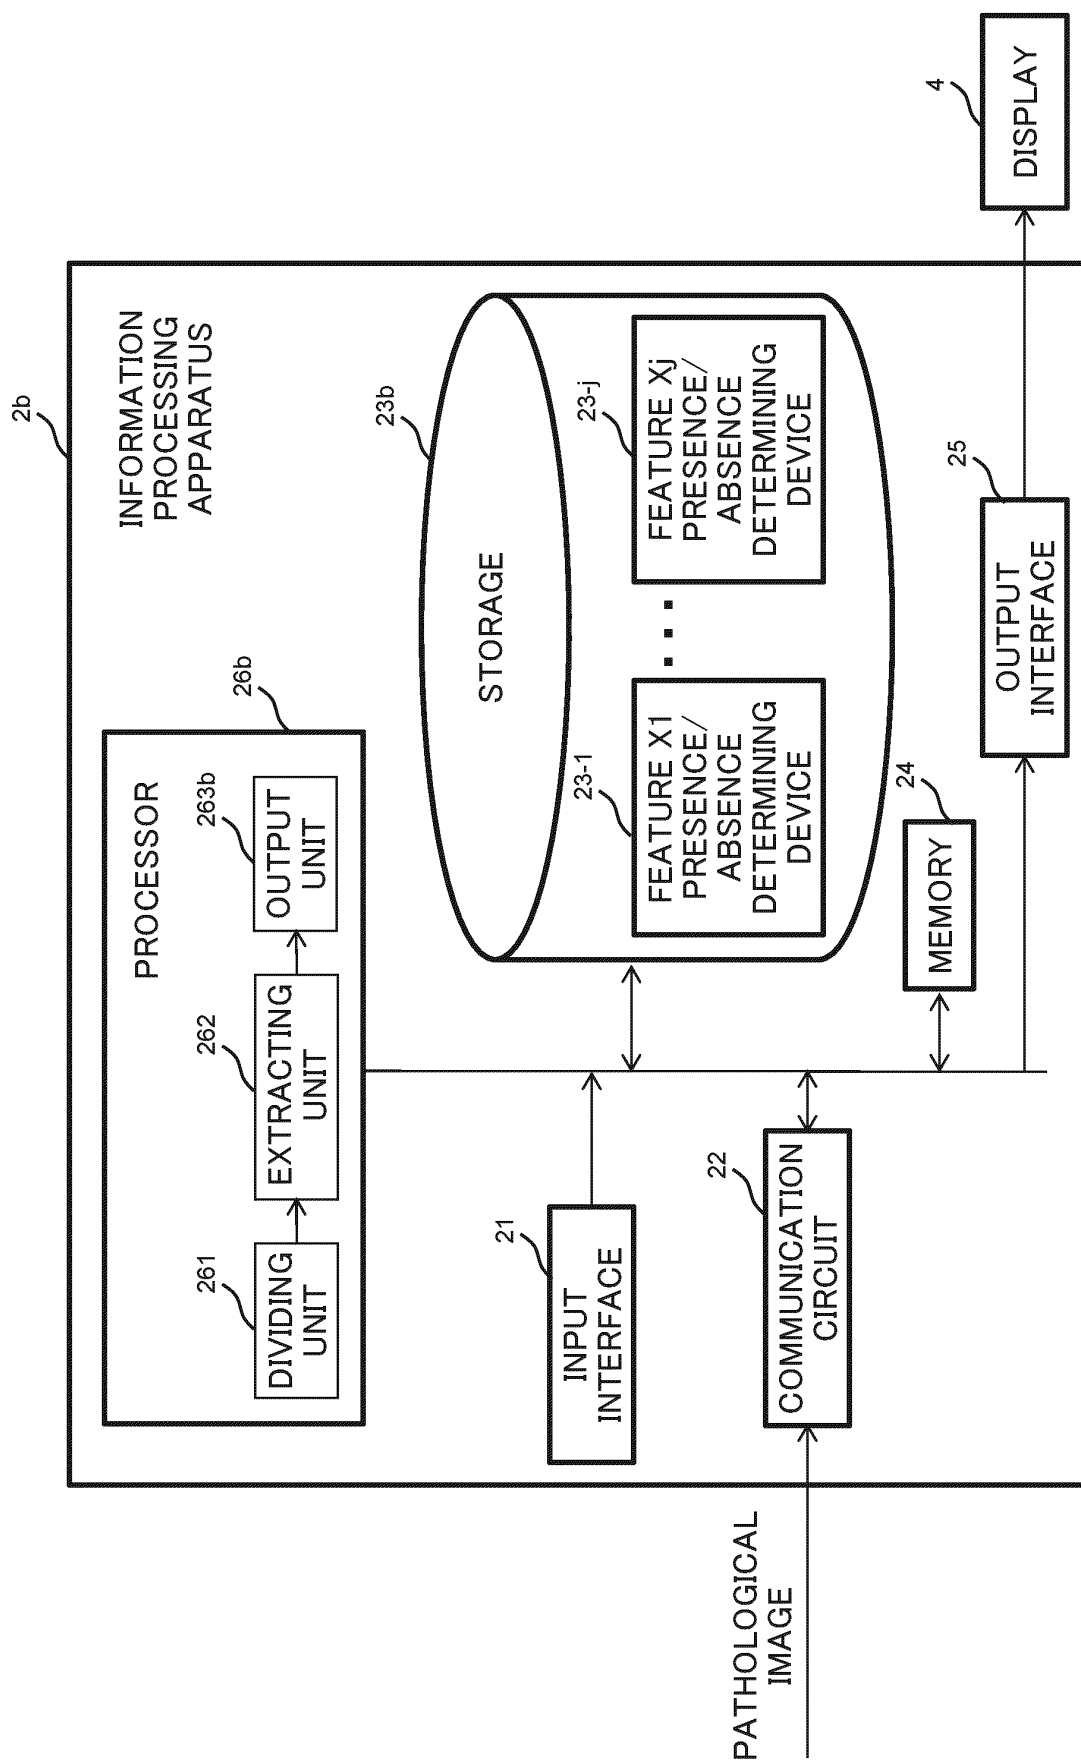 2b
INFORMATION
PROCESSING
APPARATUS
PROCESSOR
26b
261
DIVIDING
UNIT
262
EXTRACTING
UNIT
263b
OUTPUT
UNIT
23b
STORAGE
23-1
FEATURE X1
PRESENCE/
ABSENCE
DETERMINING
DEVICE
23-j
FEATURE Xj
PRESENCE/
ABSENCE
DETERMINING
DEVICE
21
INPUT
INTERFACE
22
COMMUNICATION
CIRCUIT
24
MEMORY
25
OUTPUT
INTERFACE
4
DISPLAY
PATHOLOGICAL
IMAGE